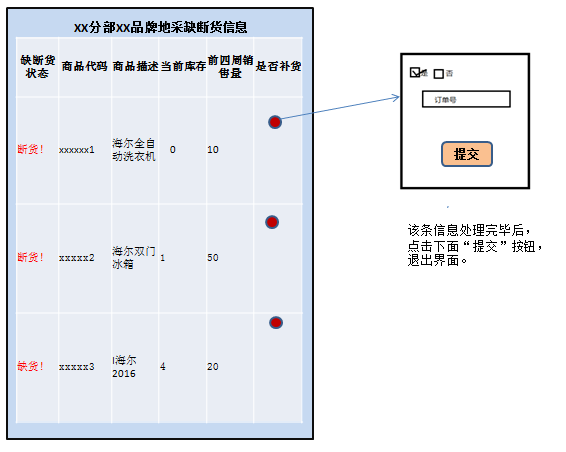 XX分部XX品牌地采缺断货信息
缺断货状态 商品代码 商品描述 当前库存 前四周销售量 是否补货
断货! xxxxxx1 海尔全自动洗衣机 0 10
断货! xxxxx2 海尔双门冰箱 1 50
缺货! xxxxx3 I海尔2016 4 20
是 否
订单号
提交
该条信息处理完毕后,
点击下面“提交”按钮,
退出界面。